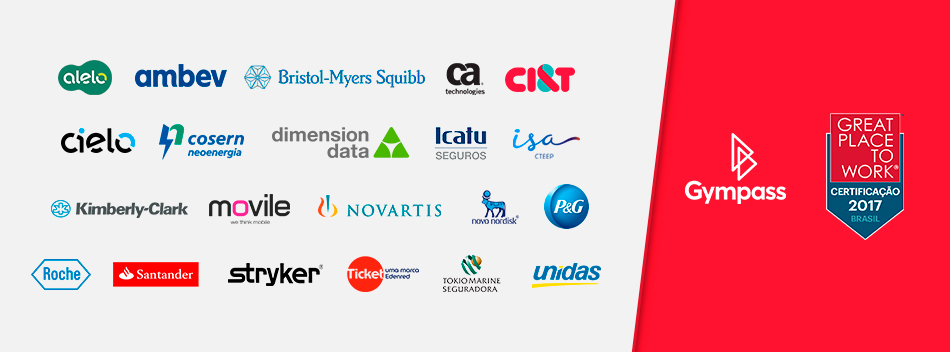 alelo
ambev
Bristol-Myers Squibb
ca
technologies
CI&T
cielo
cosern
neoenergia
dimension
data
Icatu
SEGUROS
isa
CTEEP
Kimberly-Clark
movile
we think mobile
NOVARTIS
novo nordisk®
P&G
Roche
Santander
stryker®
Ticket
uma marca
Edenred
TOKIO MARINE
SEGURADORA
unidas
Gympass
GREAT
PLACE
TO
WORK®
CERTIFICAÇÃO
2017
BRASIL